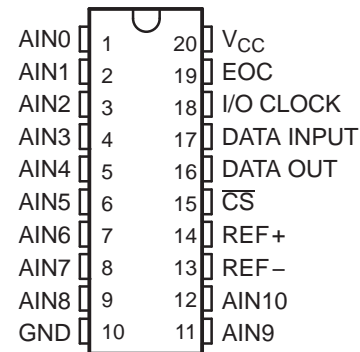 AIN0 1 20 VCC
AIN1 2 19 EOC
AIN2 3 18 I/O CLOCK
AIN3 4 17 DATA INPUT
AIN4 5 16 DATA OUT
AIN5 6 15 C̅S̅
AIN6 7 14 REF+
AIN7 8 13 REF−
AIN8 9 12 AIN10
GND 10 11 AIN9